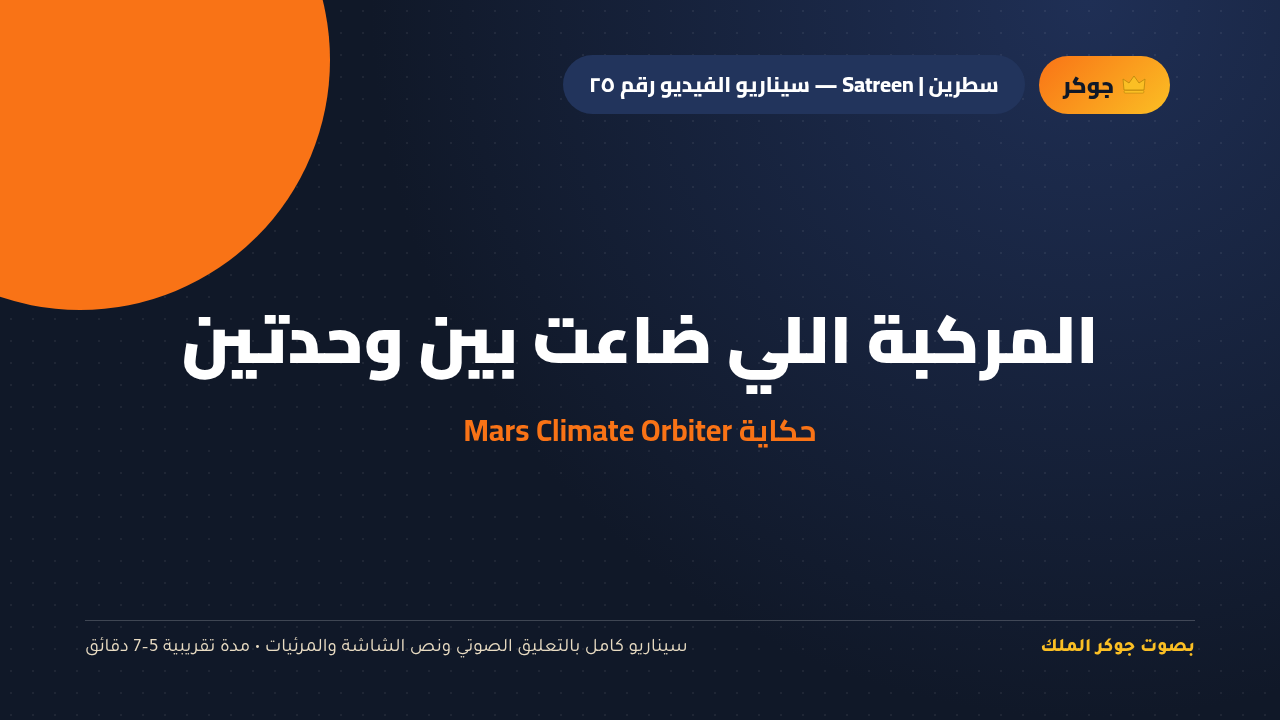 جوكر
سطرين | Satreen — سيناريو الفيديو رقم ٢٥
المركبة اللي ضاعت بين وحدتين
حكاية Mars Climate Orbiter
بصوت جوكر الملك
سيناريو كامل بالتعليق الصوتي ونص الشاشة والمرئيات • مدة تقريبية 5-7 دقائق